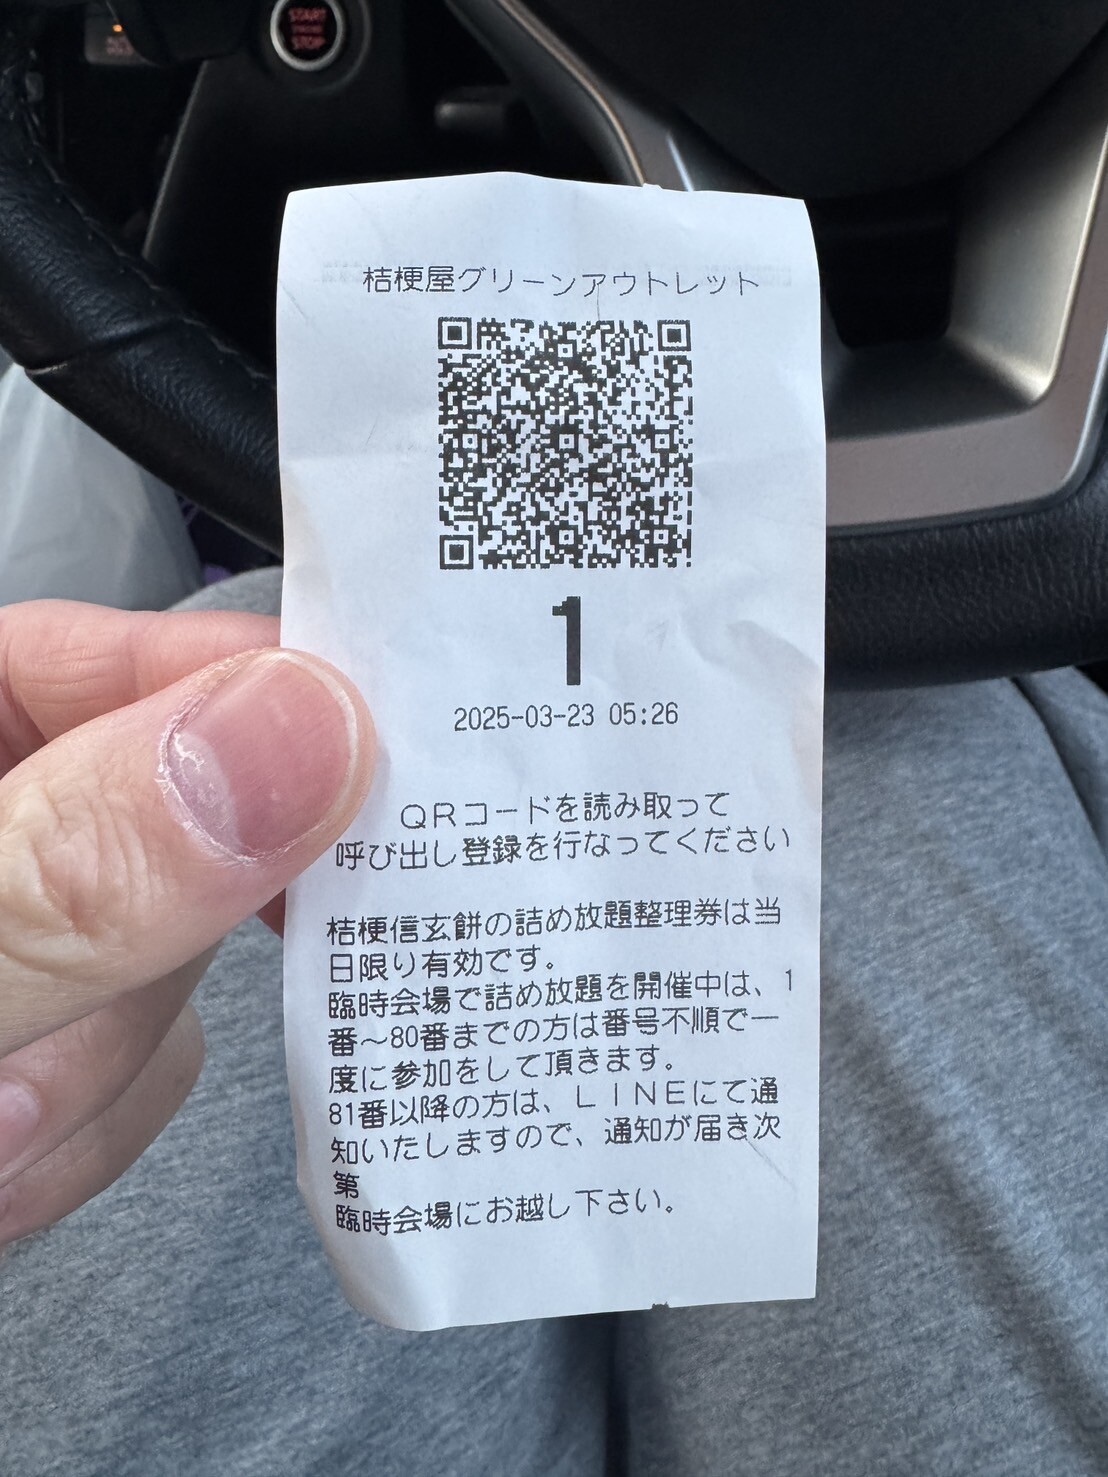 START
STOP
桔梗屋グリーンアウトレット
1
2025-03-23 05:26
QRコードを読み取って
呼び出し登録を行なってください
桔梗信玄餅の詰め放題整理券は当
日限り有効です。
臨時会場で詰め放題を開催中は、1
番～80番までの方は番号不順で一
度に参加をして頂きます。
81番以降の方は、LINEにて通
知いたしますので、通知が届き次
第
臨時会場にお越し下さい。